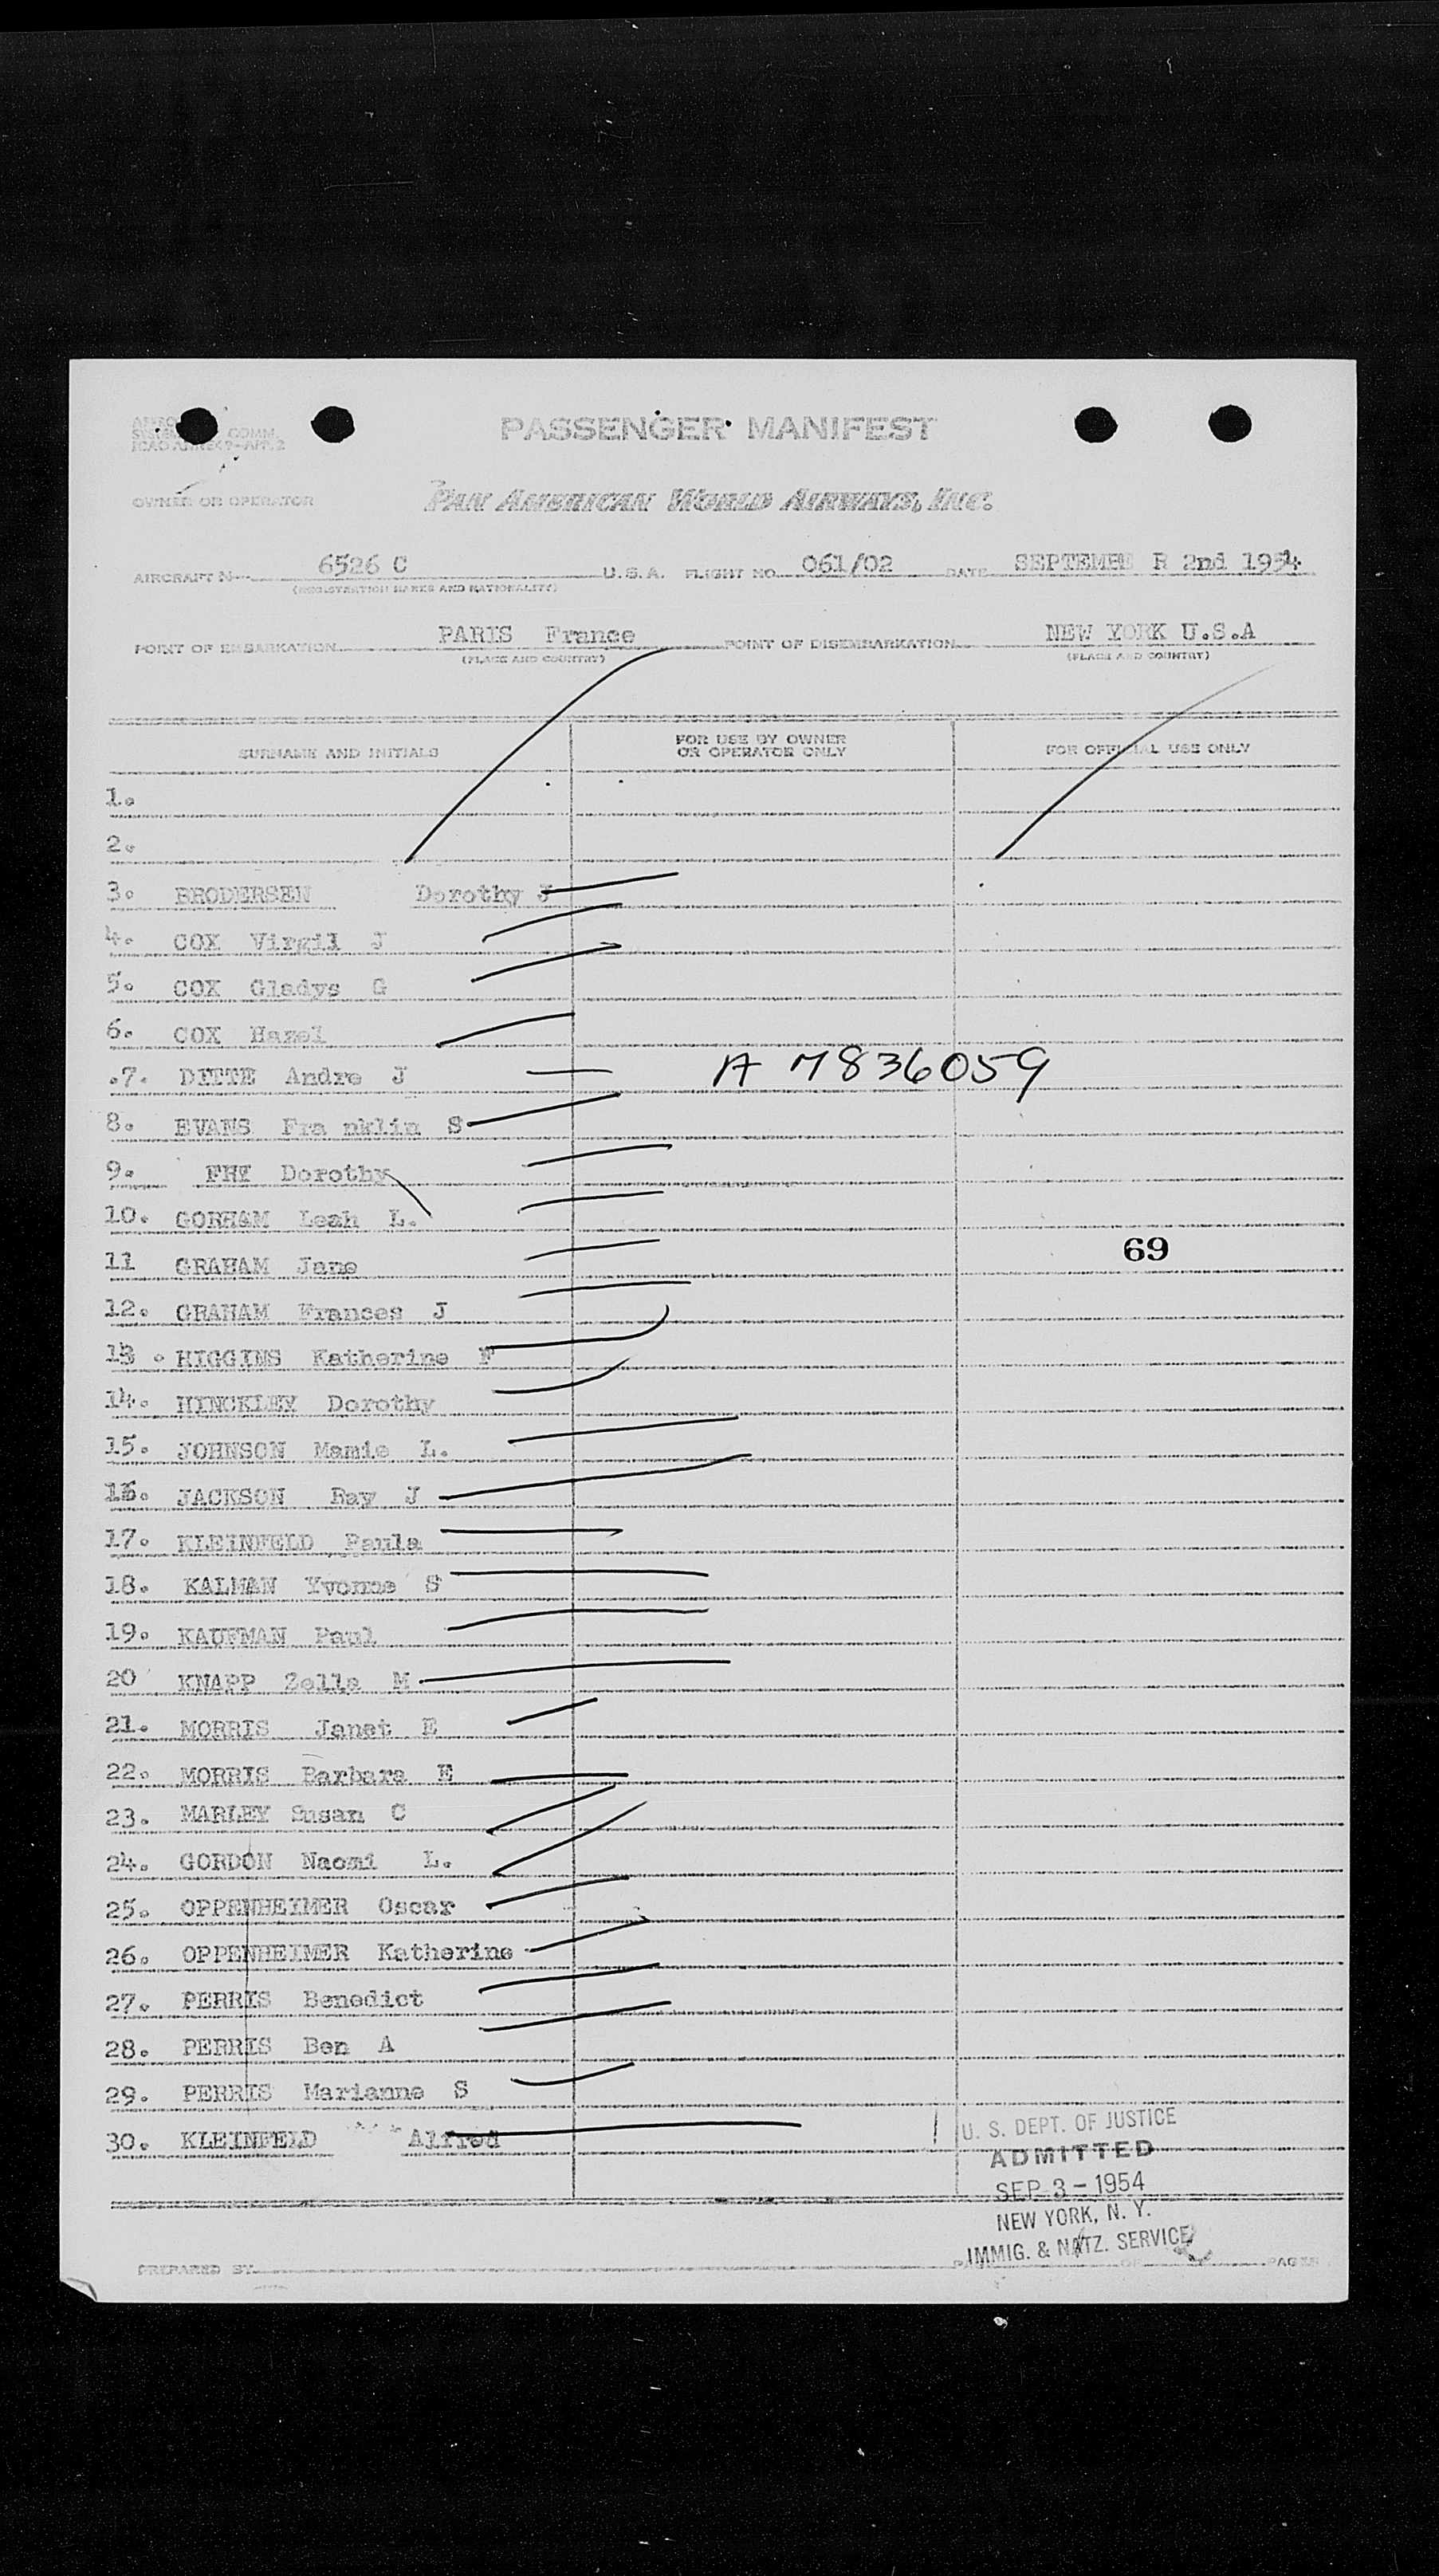 PASSENGER MANIFEST
COMM.
OWNER OR OPERATOR PAN AMERICAN WORLD AIRWAYS, INC.
AIRCRAFT N 6526 C U.S.A. FLIGHT NO. 061/02 DATE SEPTEMBE R 2nd 1954
(REGISTRATION MARKS AND NATIONALITY)
POINT OF EMBARKATION PARIS France POINT OF DISEMBARKATION NEW YORK U.S.A
(PLACE AND COUNTRY) (PLACE AND COUNTRY)
SURNAME AND INITIALS FOR USE BY OWNER OR OPERATOR ONLY FOR OFFICIAL USE ONLY
1.
2.
3. BRODERSEN Dorothy J
4. COX Virgil J
5. COX Gladys G
6. COX Hazel
.7. DITTE Andre J A 7836059
8. EVANS Fra nklin S
9. FRY Dorothy
10. GORHAM Leah L.
11 GRAHAM Jane 69
12. GRAHAM Frances J
13. HIGGINS Katherine F
14. HINCKLEY Dorothy
15. JOHNSON Mamie L.
16. JACKSON Ray J
17. KLEINFELD Paula
18. KALMAN Yvonne S
19. KAUFMAN Paul
20 KNAPP Zella M
21. MORRIS Janet E
22. MORRIS Barbara E
23. MARLEY Susan C
24. GORDON Naomi L.
25. OPPENHEIMER Oscar
26. OPPENHEIMER Katherine
27. PERRIS Benedict
28. PERRIS Ben A
29. PERRIS Marianne S
30. KLEINFELD Alfred
U. S. DEPT. OF JUSTICE
ADMITTED
SEP 3 - 1954
NEW YORK, N. Y.
IMMIG. & NATZ. SERVICE
PREPARED BY OF PAGES